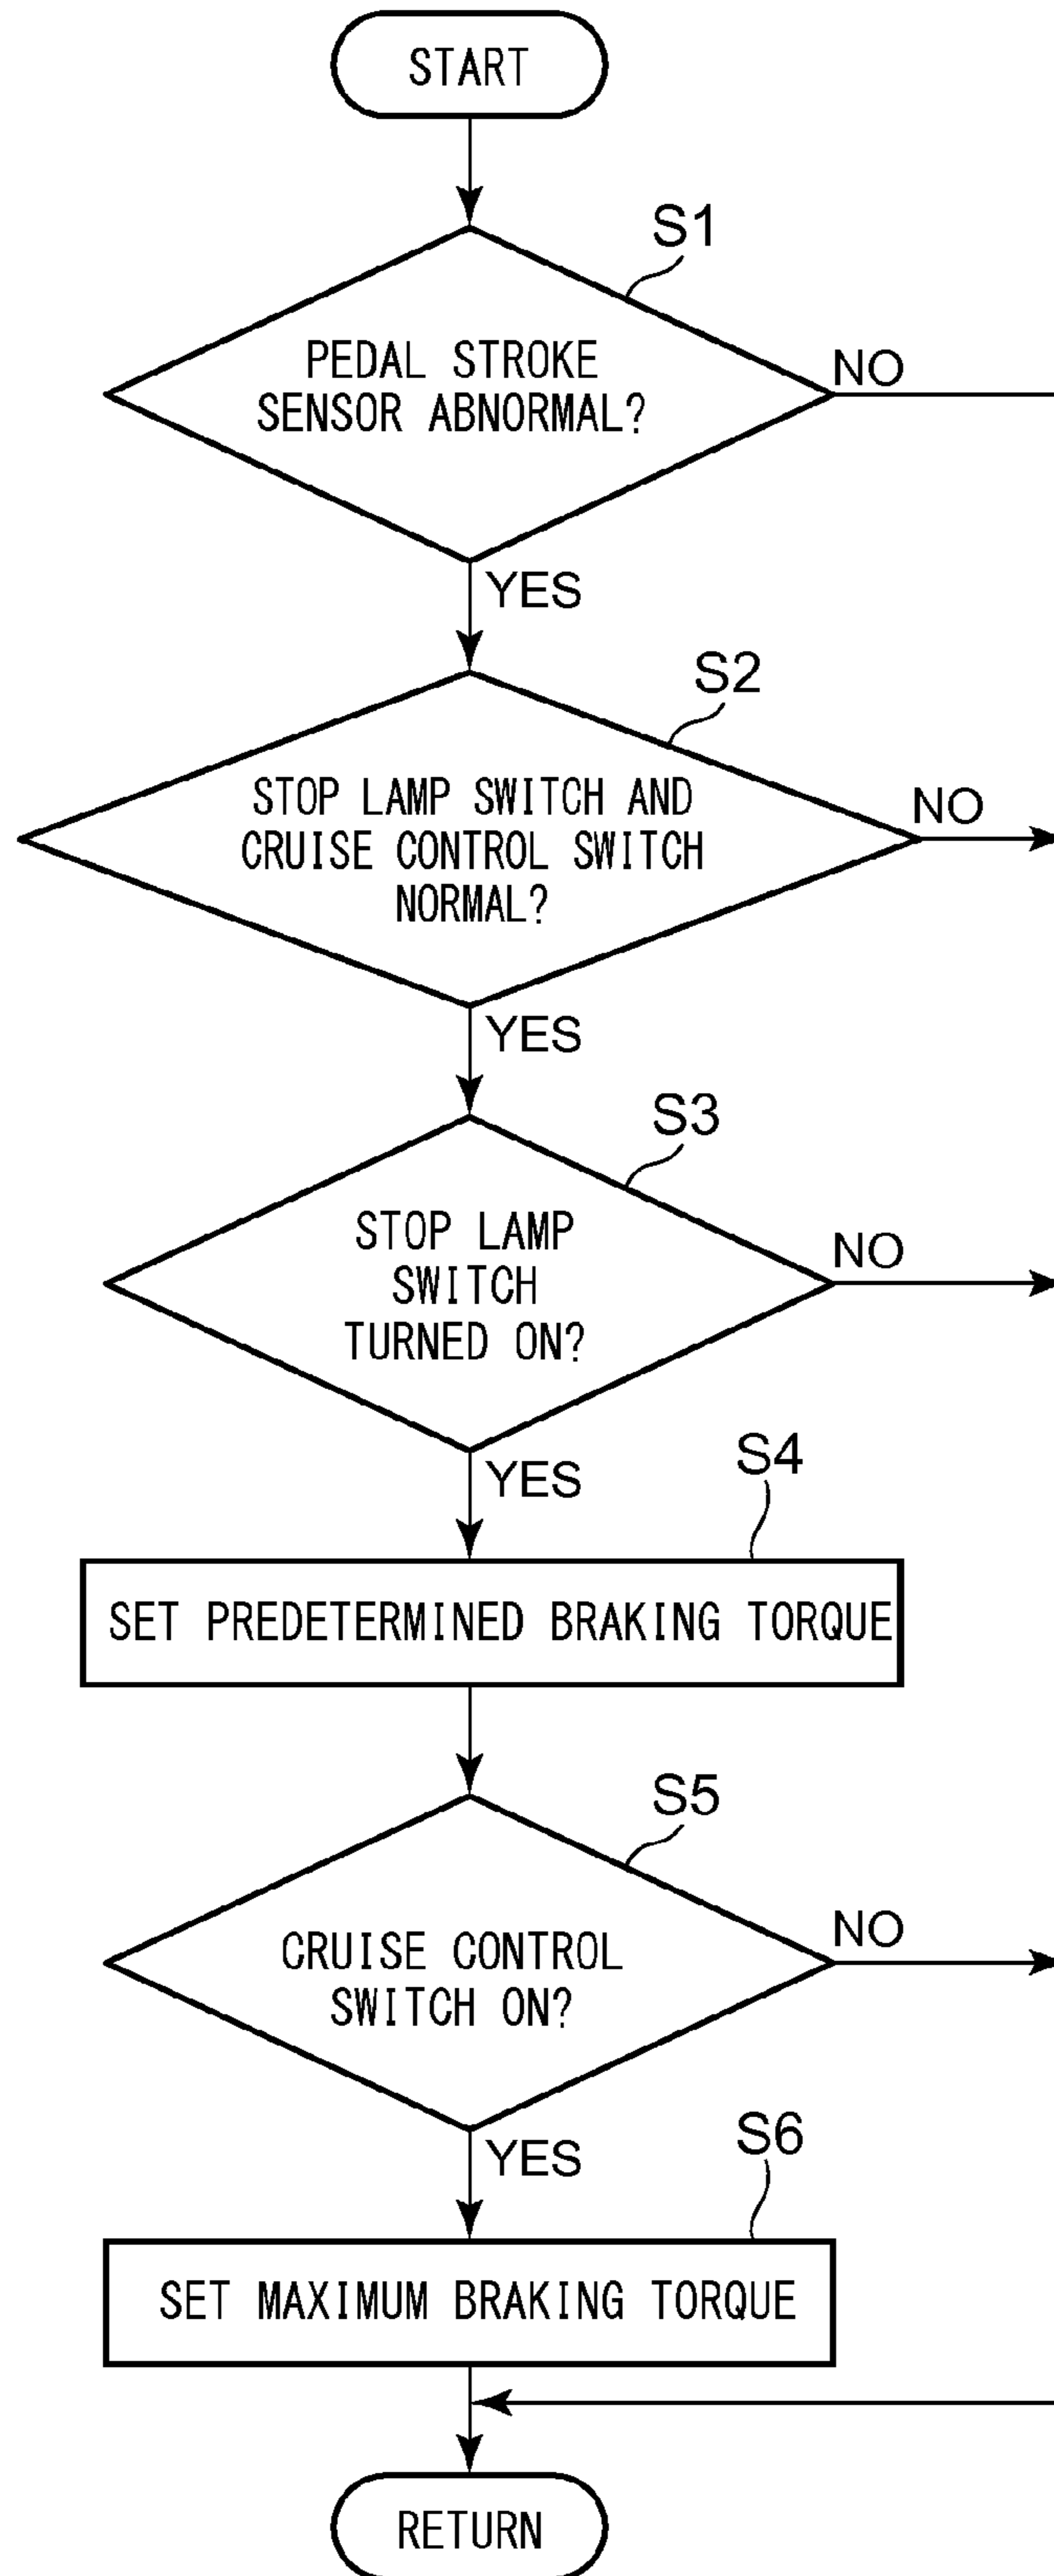 START
S1
PEDAL STROKE
SENSOR ABNORMAL?
NO
YES
S2
STOP LAMP SWITCH AND
CRUISE CONTROL SWITCH
NORMAL?
NO
YES
S3
STOP LAMP
SWITCH
TURNED ON?
NO
YES
S4
SET PREDETERMINED BRAKING TORQUE
S5
CRUISE CONTROL
SWITCH ON?
NO
YES
S6
SET MAXIMUM BRAKING TORQUE
RETURN